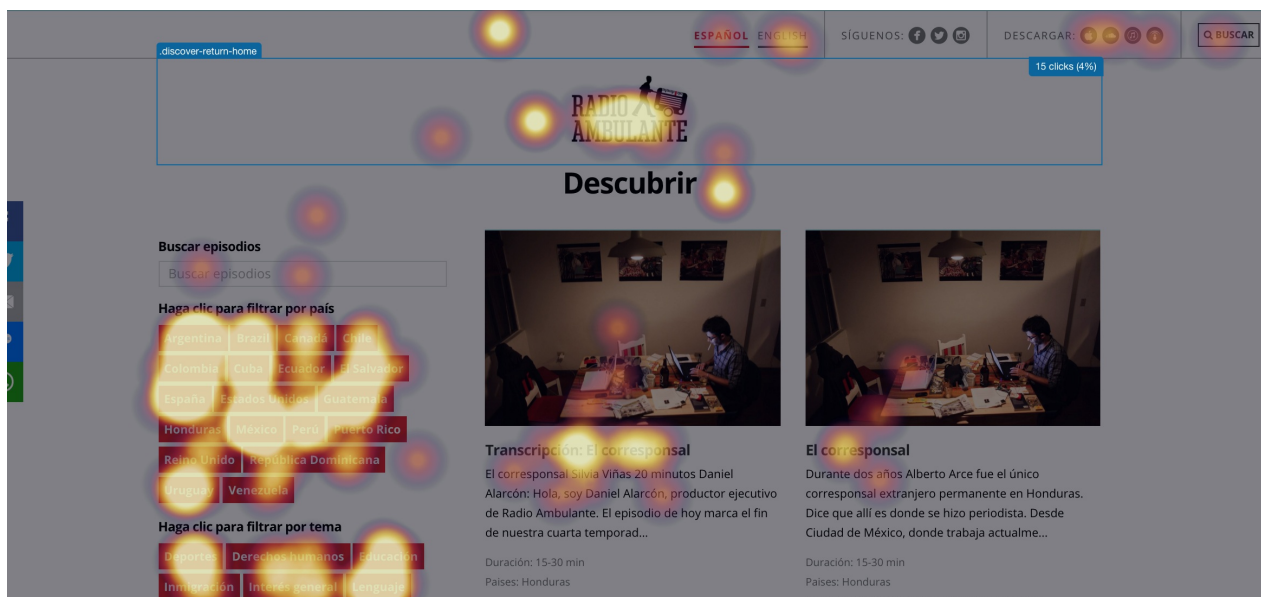 .discover-return-home
ESPAÑOL ENGLISH
SÍGUENOS:
DESCARGAR:
BUSCAR
15 clicks (4%)
RADIO
AMBULANTE
Descubrir
Buscar episodios
Buscar episodios
Haga clic para filtrar por país
Argentina Brazil Canadá Chile
Colombia Cuba Ecuador El Salvador
España Estados Unidos Guatemala
Honduras México Perú Puerto Rico
Reino Unido República Dominicana
Uruguay Venezuela
Haga clic para filtrar por tema
Deportes Derechos humanos Educación
Inmigración Interés general Lenguaje
Transcripción: El corresponsal
El corresponsal Silvia Viñas 20 minutos Daniel
Alarcón: Hola, soy Daniel Alarcón, productor ejecutivo
de Radio Ambulante. El episodio de hoy marca el fin
de nuestra cuarta temporad...
Duración: 15-30 min
Paises: Honduras
El corresponsal
Durante dos años Alberto Arce fue el único
corresponsal extranjero permanente en Honduras.
Dice que allí es donde se hizo periodista. Desde
Ciudad de México, donde trabaja actualme...
Duración: 15-30 min
Paises: Honduras